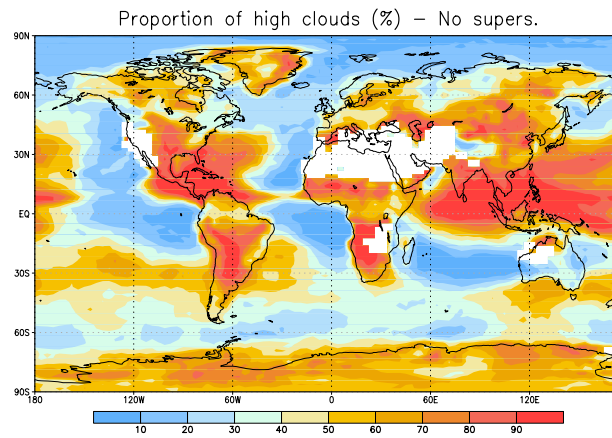 Proportion of high clouds (%) – No supers.
90N
60N
30N
EQ
30S
60S
90S
180 120W 60W 0 60E 120E
10 20 30 40 50 60 70 80 90